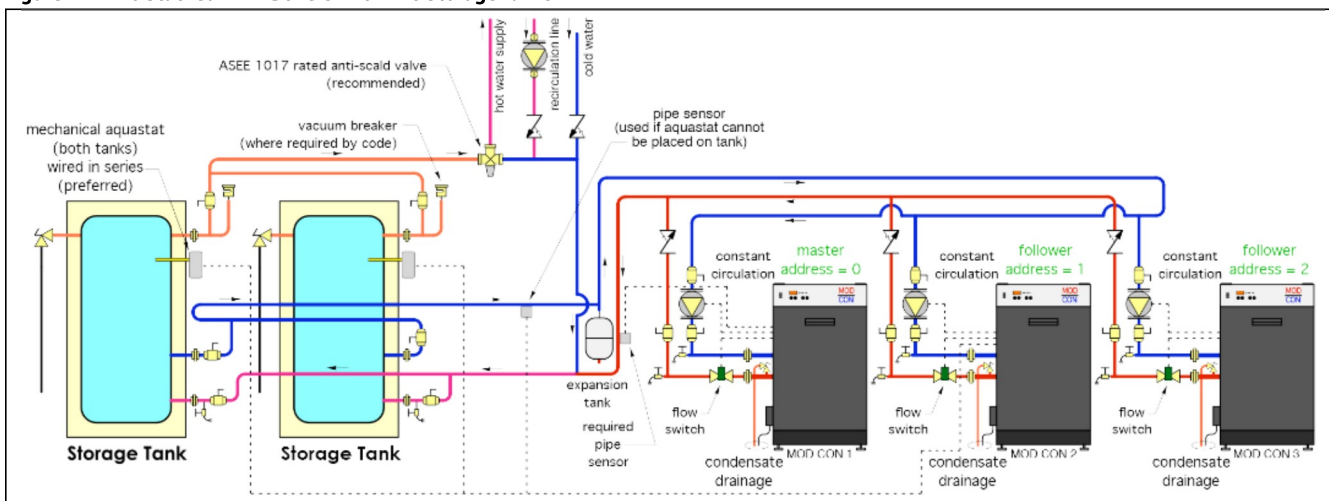 ASEE 1017 rated anti-scald valve
(recommended)
hot water supply
recirculation line
cold water
mechanical aquastat
(both tanks)
wired in series
(preferred)
vacuum breaker
(where required by code)
pipe sensor
(used if aquastat cannot
be placed on tank)
constant
circulation
master
address = 0
constant
circulation
follower
address = 1
constant
circulation
follower
address = 2
MOD
CON
MOD
CON
MOD
CON
expansion
tank
required
pipe
sensor
flow
switch
flow
switch
flow
switch
Storage Tank
Storage Tank
condensate
drainage
MOD CON 1
condensate
drainage
MOD CON 2
condensate
drainage
MOD CON 3